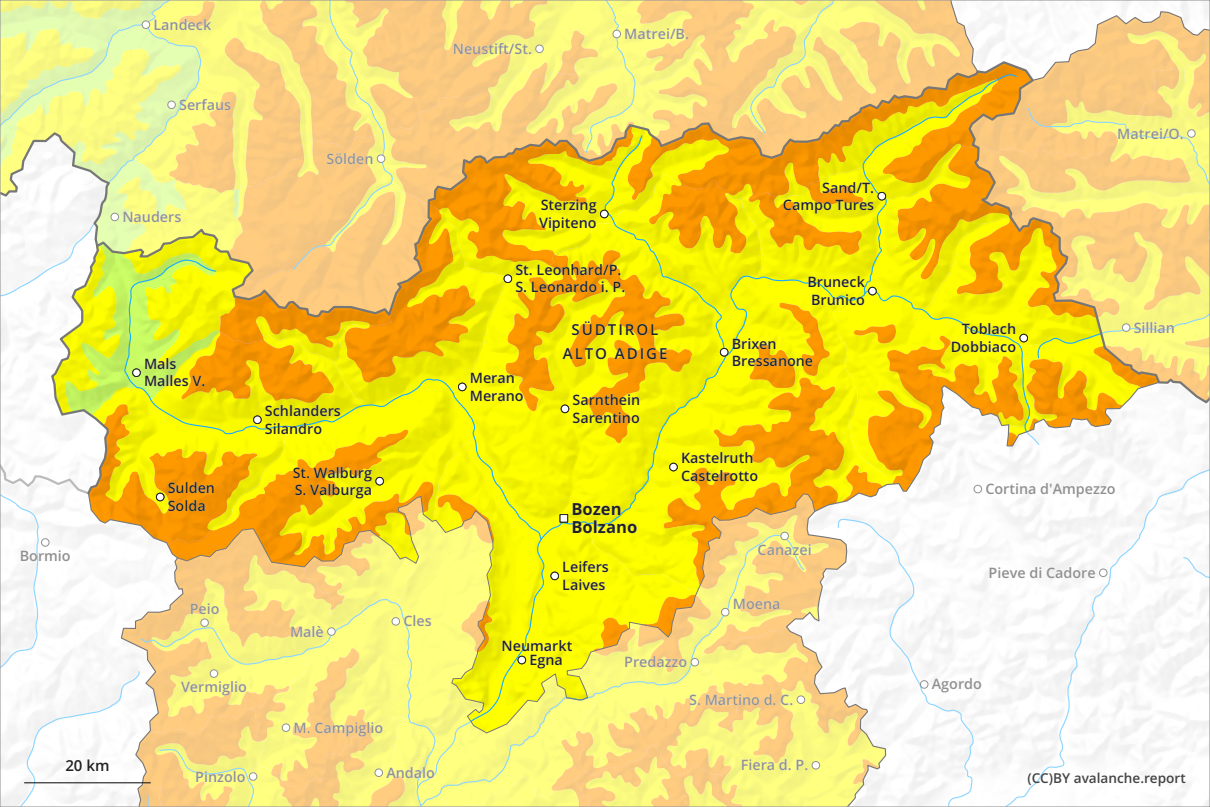 Landeck
Matrei/B.
Neustift/St.
Serfaus
Matrei/O.
Sölden
Sand/T.
Campo Tures
Sterzing
Vipiteno
Nauders
St. Leonhard/P.
S. Leonardo i. P.
Bruneck
Brunico
SÜDTIROL
ALTO ADIGE
Toblach
Dobbiaco
Sillian
Brixen
Bressanone
Mals
Malles V.
Meran
Merano
Sarnthein
Sarentino
Schlanders
Silandro
Kastelruth
Castelrotto
St. Walburg
S. Valburga
Sulden
Solda
Cortina d'Ampezzo
Bozen
Bolzano
Bormio
Canazei
Leifers
Laives
Pieve di Cadore
Peio
Moena
Cles
Malè
Neumarkt
Egna
Predazzo
Vermiglio
Agordo
S. Martino d. C.
M. Campiglio
20 km
Fiera d. P.
Pinzolo
Andalo
(CC)BY avalanche.report